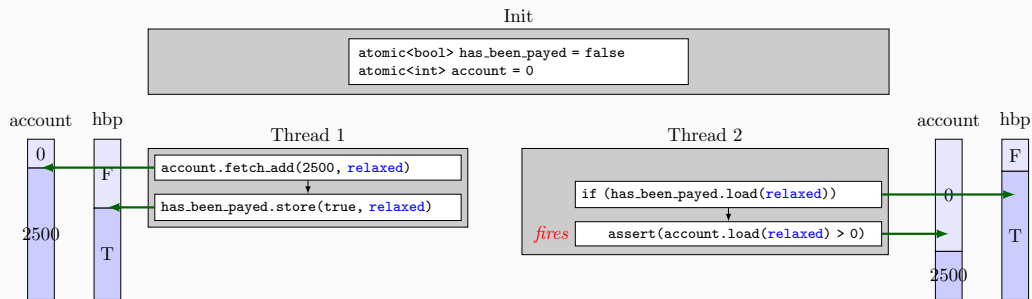 Init
atomic<bool> has_been_payed = false
atomic<int> account = 0
account hbp
Thread 1
0
F
account.fetch_add(2500, relaxed)
has_been_payed.store(true, relaxed)
2500
T
Thread 2
account hbp
F
if (has_been_payed.load(relaxed))
0
fires assert(account.load(relaxed) > 0)
T
2500